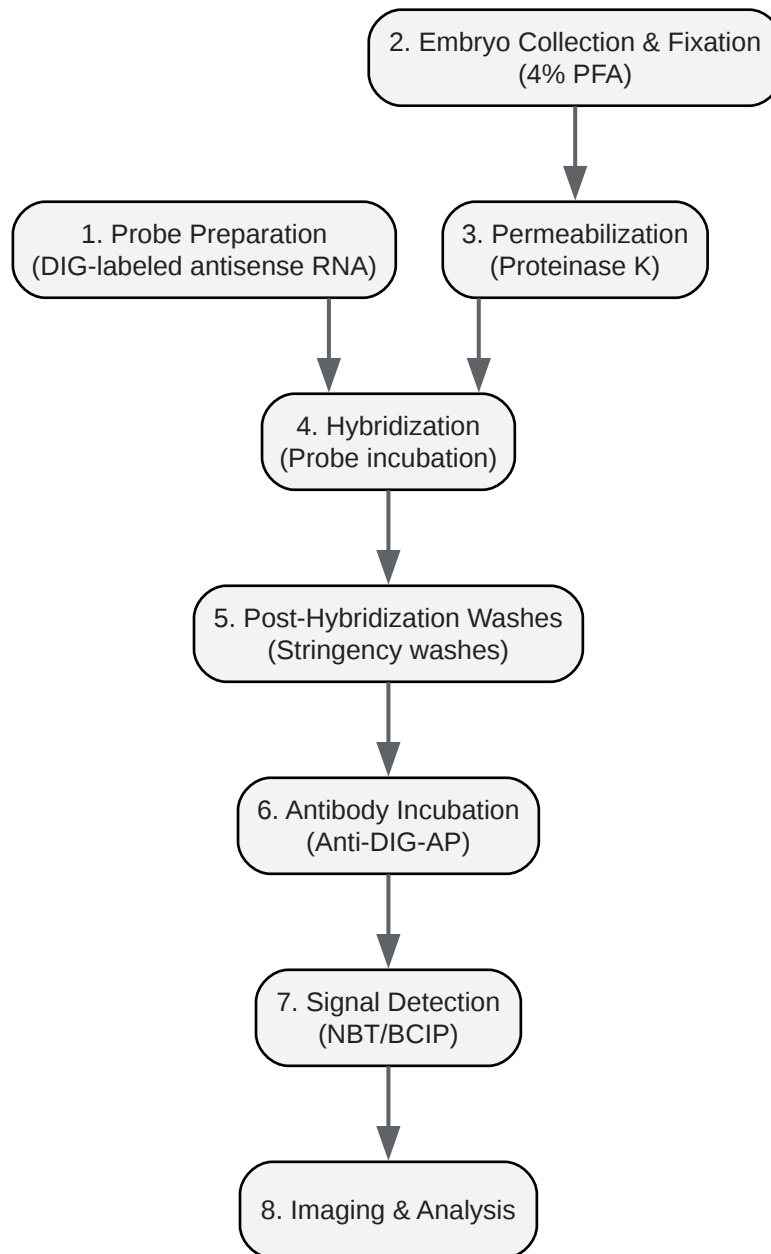 2. Embryo Collection & Fixation
(4% PFA)
1. Probe Preparation
(DIG-labeled antisense RNA)
3. Permeabilization
(Proteinase K)
4. Hybridization
(Probe incubation)
5. Post-Hybridization Washes
(Stringency washes)
6. Antibody Incubation
(Anti-DIG-AP)
7. Signal Detection
(NBT/BCIP)
8. Imaging & Analysis